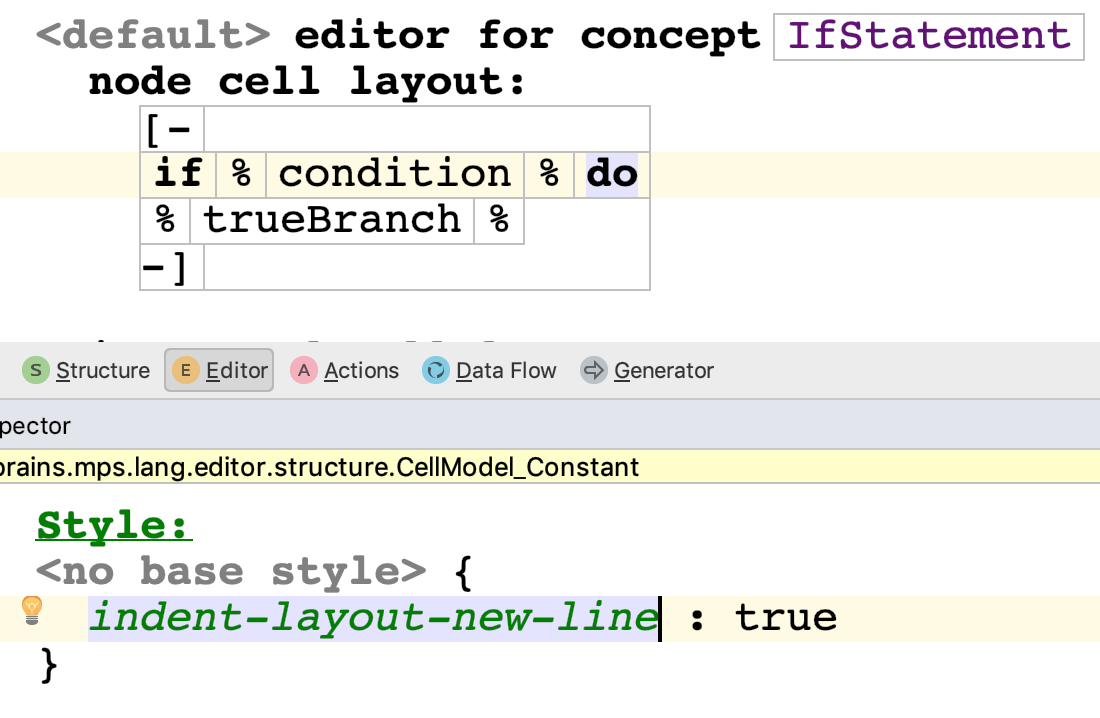 <default> editor for concept IfStatement
node cell layout:
[-
if % condition % do
% trueBranch %
-]
S Structure E Editor A Actions Data Flow Generator
pector
brains.mps.lang.editor.structure.CellModel_Constant
Style:
<no base style> {
indent-layout-new-line : true
}